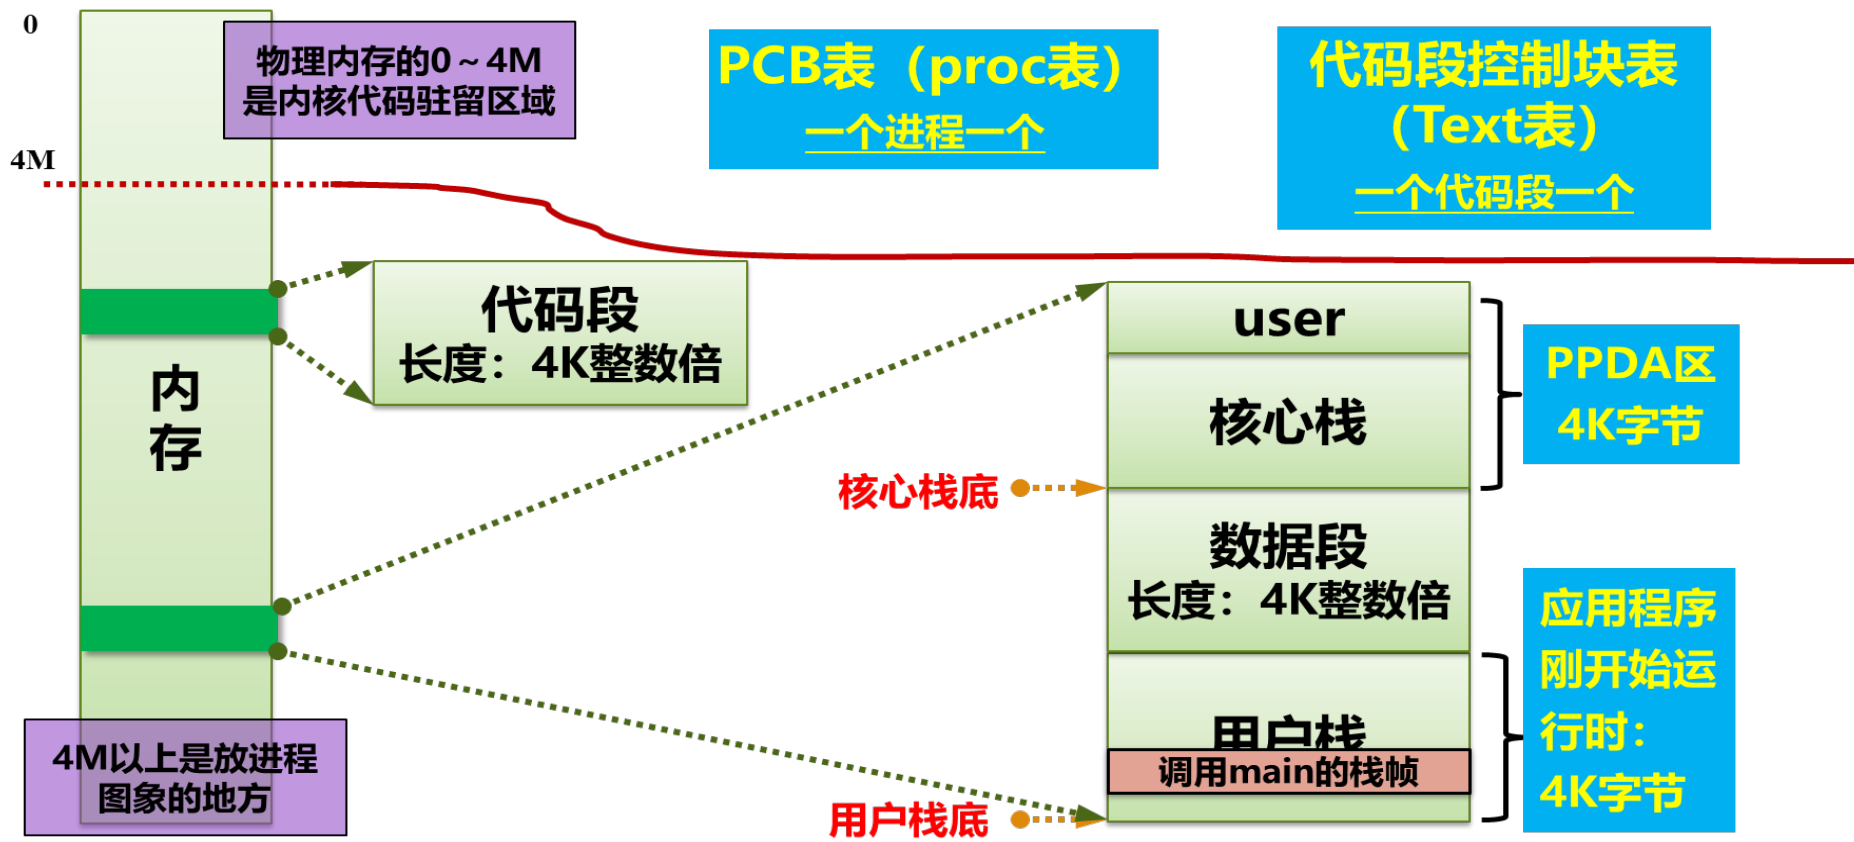 0
物理内存的0～4M
是内核代码驻留区域
PCB表（proc表）
一个进程一个
代码段控制块表
（Text表）
一个代码段一个
4M
代码段
长度：4K整数倍
内
存
user
核心栈
PPDA区
4K字节
核心栈底
数据段
长度：4K整数倍
应用程序
刚开始运
行时：
4K字节
用户栈
调用main的栈帧
用户栈底
4M以上是放进程
图象的地方